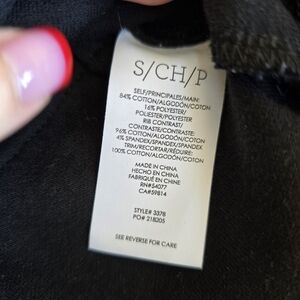 S/CH/P
SELF/PRINCIPALES/MAIN:
84% COTTON/ALGODÓN/COTON
16% POLYESTER/
POLIESTER/POLYESTER
RIB CONTRAST/
CONTRASTE/CONTRASTE:
96% COTTON/ALGODÓN/COTON
4% SPANDEX/SPANDEX/SPANDEX
TRIM/RECORTAR/RÉDUIRE:
100% COTTON/ALGODÓN/COTON
MADE IN CHINA
HECHO EN CHINA
FABRIQUÉ EN CHINE
RN#54077
CA#59814
STYLE# 3378
PO# 218205
SEE REVERSE FOR CARE